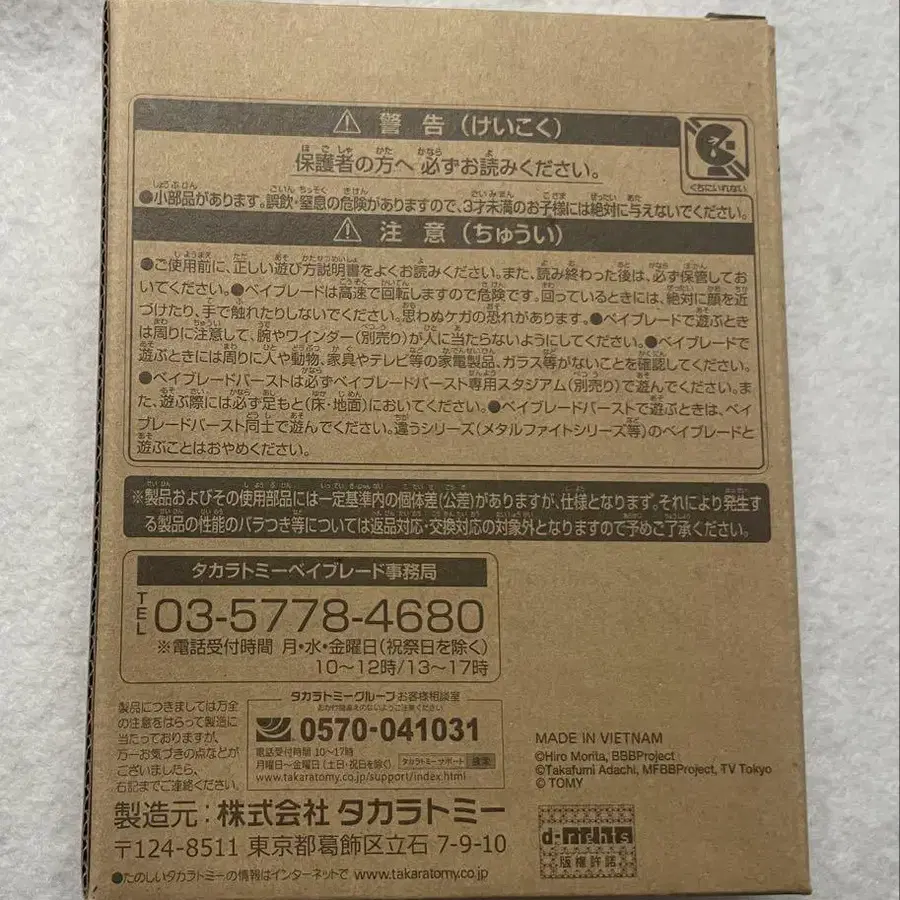 ⚠ 警告(けいこく)
保護者の方へ必ずお読みください。
くちにいれない
●小部品があります。誤飲・窒息の危険がありますので、3才未満のお子様には絶対に与えないでください。
⚠ 注意(ちゅうい)
●ご使用前に、正しい遊び方説明書をよくお読みください。また、読み終わった後は、必ず保管してお
いてください。●ベイブレードは高速で回転しますので危険です。回っているときには、絶対に顔を近
づけたり、手で触れたりしないでください。思わぬケガの恐れがあります。●ベイブレードで遊ぶとき
は周りに注意して、腕やワインダー(別売り)が人に当たらないようにしてください。●ベイブレードで
遊ぶときには周りに人や動物、家具やテレビ等の家電製品、ガラス等がないことを確認してください。
●ベイブレードバーストは必ずベイブレードバースト専用スタジアム(別売り)で遊んでください。ま
た、遊ぶ際には必ず足もと(床・地面)においてください。●ベイブレードバーストで遊ぶときは、ベイ
ブレードバースト同士で遊んでください。違うシリーズ(メタルファイトシリーズ等)のベイブレードと
遊ぶことはおやめください。
※製品およびその使用部品には一定基準内の個体差(公差)がありますが、仕様となります。それにより発生す
る製品の性能のバラつき等については返品対応・交換対応の対象外となりますので予めご了承ください。
タカラトミーベイブレード事務局
TEL 03-5778-4680
※電話受付時間 月・水・金曜日(祝祭日を除く)
10〜12時/13〜17時
製品につきましては万全
の注意をはらって製造に
当たっておりますが、
万一お気づきの点などが
ございましたら、
右記までご連絡ください。
タカラトミーグループお客様相談室
おかけ間違えのないようご注意ください
0570-041031
電話受付時間 10〜17時
月曜日〜金曜日(土・日・祝日を除く) タカラトミー サポート 検索
www.takaratomy.co.jp/support/index.html
MADE IN VIETNAM
©Hiro Morita, BBBProject
©Takafumi Adachi, MFBBProject, TV Tokyo
© TOMY
製造元:株式会社 タカラトミー
〒124-8511 東京都葛飾区立石 7-9-10
●たのしいタカラトミーの情報はインターネットで www.takaratomy.co.jp
d-rights
版権許諾